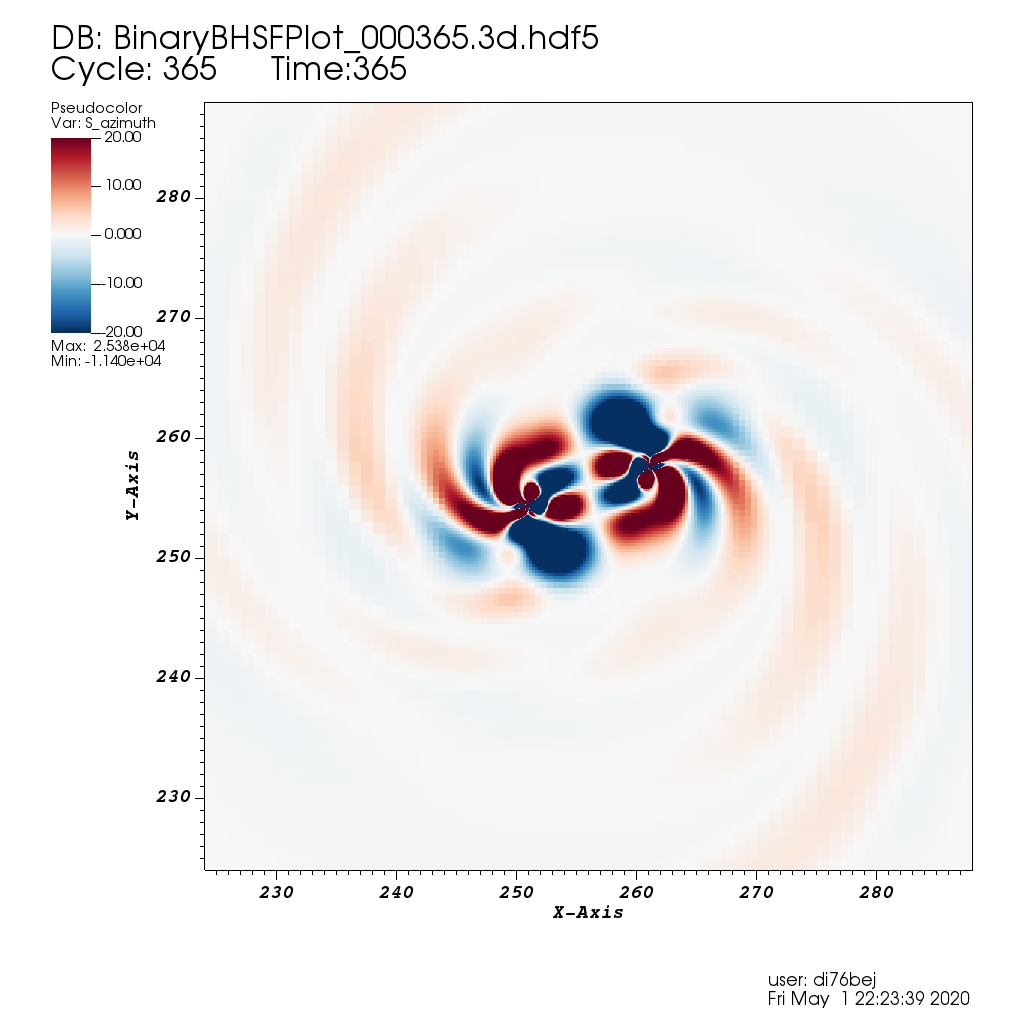 DB: BinaryBHSFPlot_000365.3d.hdf5
Cycle: 365 Time:365
Pseudocolor
Var: S_azimuth
20.00
10.00
0.000
-10.00
-20.00
Max: 2.538e+04
Min: -1.140e+04
280
270
260
250
240
230
Y-Axis
230 240 250 260 270 280
X-Axis
user: di76bej
Fri May 1 22:23:39 2020